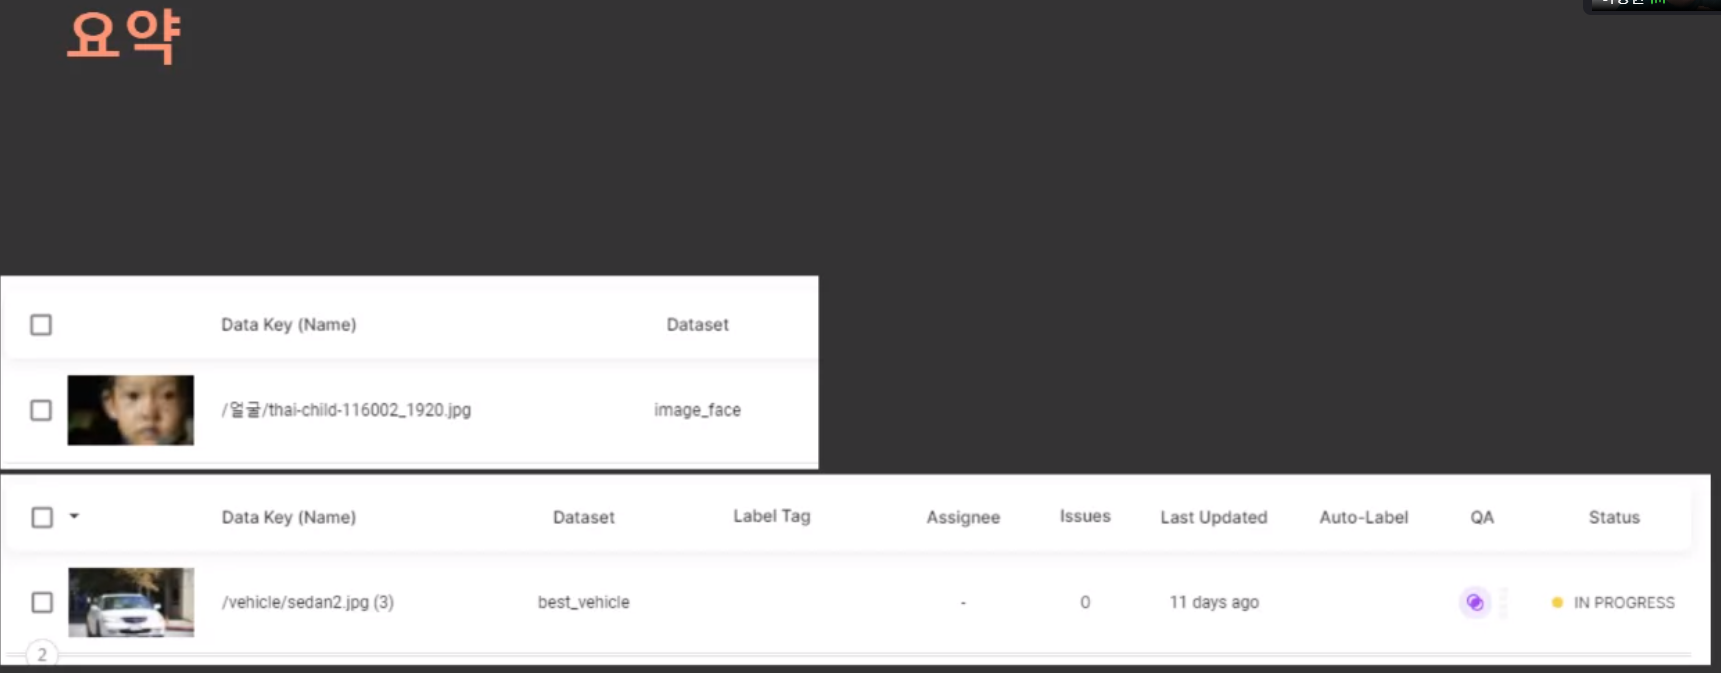 요약
Data Key (Name) Dataset
/얼굴/thai-child-116002_1920.jpg image_face
Data Key (Name) Dataset Label Tag Assignee Issues Last Updated Auto-Label QA Status
/vehicle/sedan2.jpg (3) best_vehicle - 0 11 days ago IN PROGRESS
2